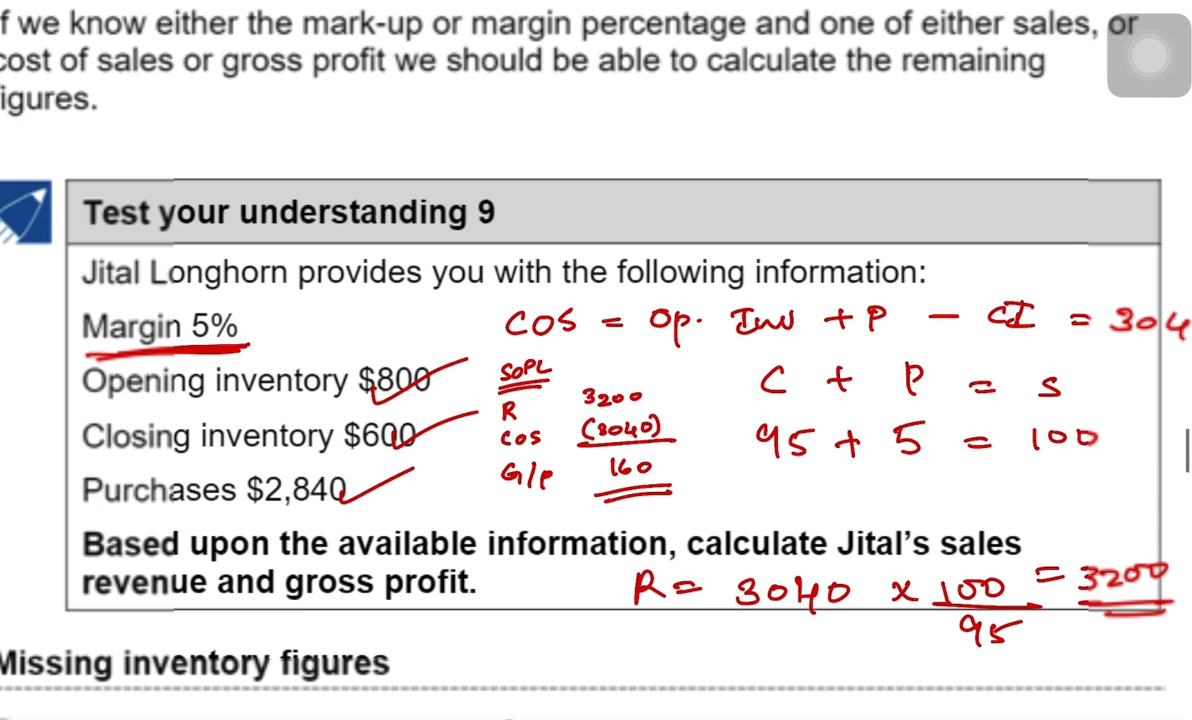 f we know either the mark-up or margin percentage and one of either sales, or
cost of sales or gross profit we should be able to calculate the remaining
igures.
Test your understanding 9
Jital Longhorn provides you with the following information:
Margin 5%
COS = Op. Inv + P - CI = 304
Opening inventory $800
SOPL
C + P = S
R 3200
Closing inventory $600
COS (3040)
95 + 5 = 100
G/P 160
Purchases $2,840
Based upon the available information, calculate Jital's sales
revenue and gross profit.
R = 3040 x 100 = 3200
95
Missing inventory figures